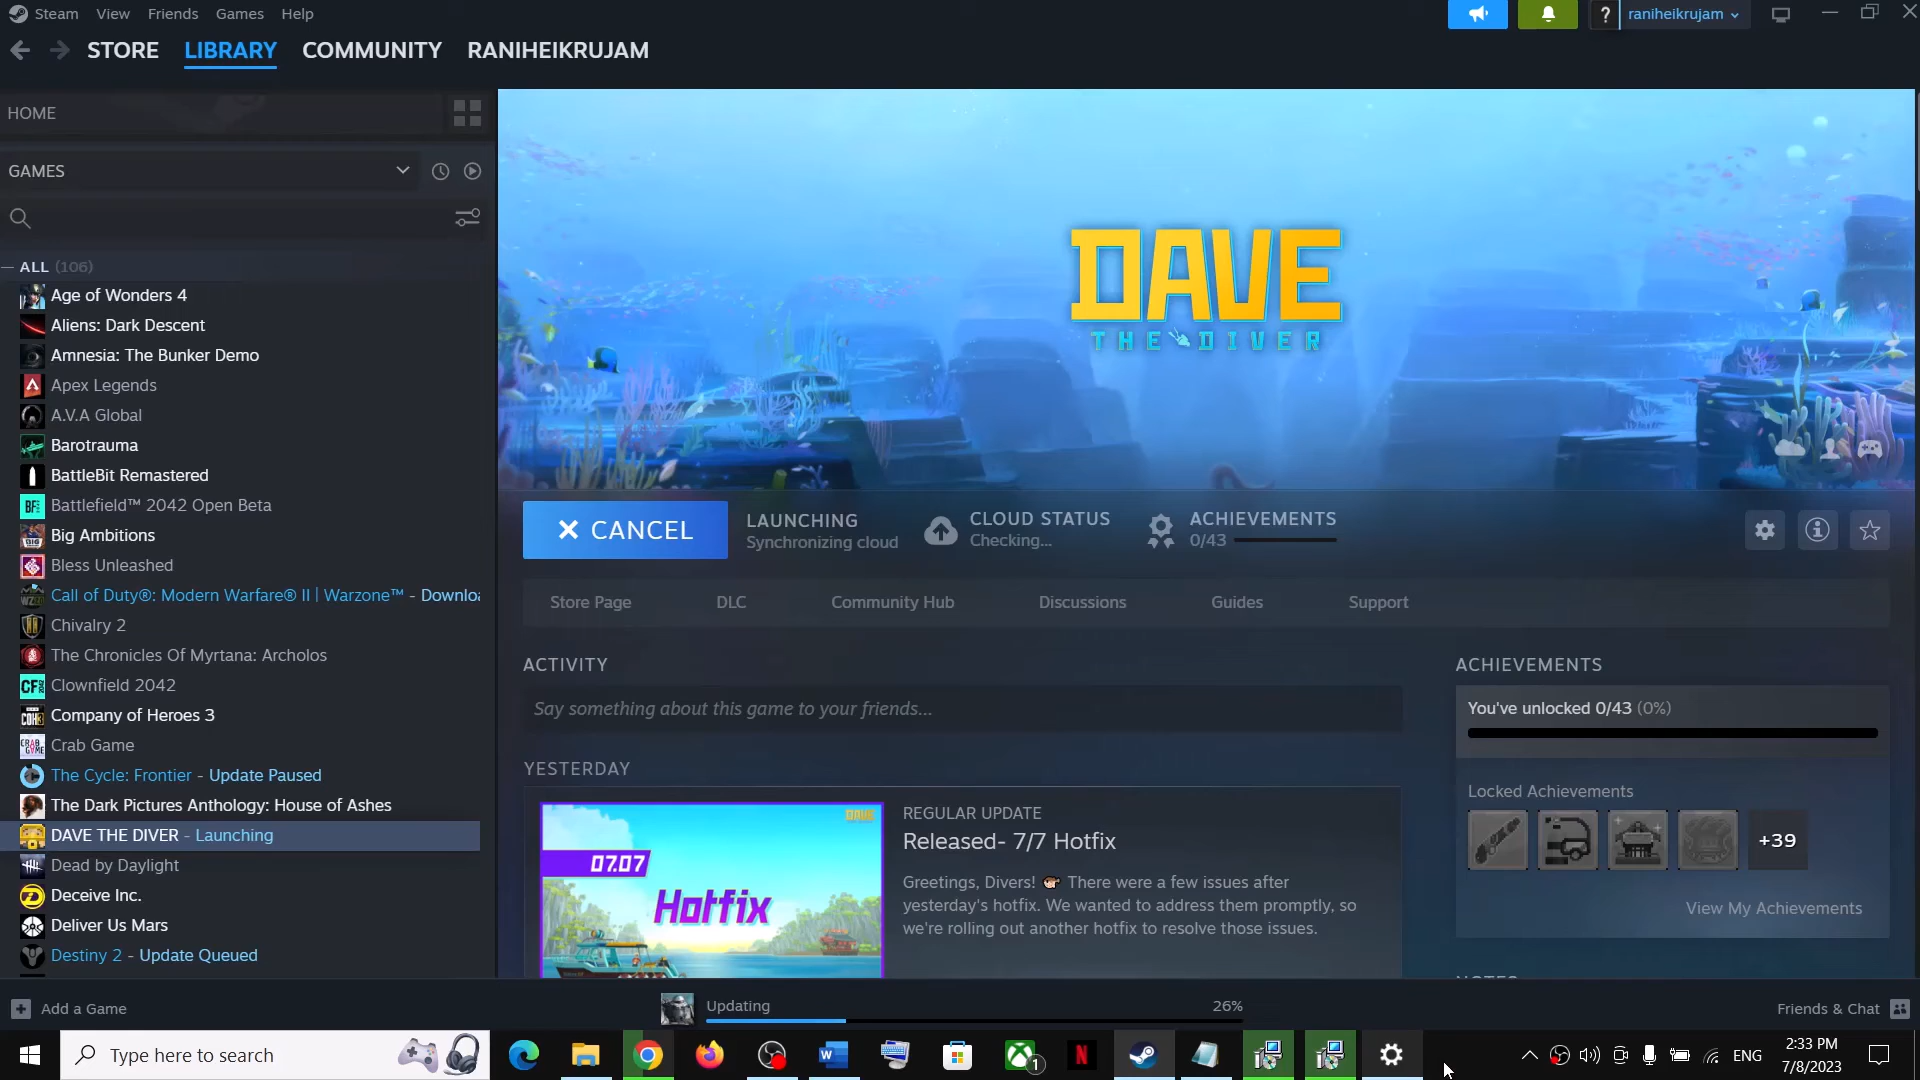 Steam View Friends Games Help
? raniheikrujam
STORE LIBRARY COMMUNITY RANIHEIKRUJAM
HOME
GAMES
ALL (106)
Age of Wonders 4
Aliens: Dark Descent
Amnesia: The Bunker Demo
Apex Legends
A.V.A Global
Barotrauma
BattleBit Remastered
Battlefield™ 2042 Open Beta
Big Ambitions
Bless Unleashed
Call of Duty®: Modern Warfare® II | Warzone™ - Downloa
Chivalry 2
The Chronicles Of Myrtana: Archolos
Clownfield 2042
Company of Heroes 3
Crab Game
The Cycle: Frontier - Update Paused
The Dark Pictures Anthology: House of Ashes
DAVE THE DIVER - Launching
Dead by Daylight
Deceive Inc.
Deliver Us Mars
Destiny 2 - Update Queued
Add a Game
DAVE
THE DIVER
CANCEL
LAUNCHING
Synchronizing cloud
CLOUD STATUS
Checking...
ACHIEVEMENTS
0/43
Store Page DLC Community Hub Discussions Guides Support
ACTIVITY
Say something about this game to your friends...
YESTERDAY
DAVE
07.07
Hotfix
REGULAR UPDATE
Released- 7/7 Hotfix
Greetings, Divers! There were a few issues after
yesterday's hotfix. We wanted to address them promptly, so
we're rolling out another hotfix to resolve those issues.
ACHIEVEMENTS
You've unlocked 0/43 (0%)
Locked Achievements
+39
View My Achievements
NOTES
Updating 26%
Friends & Chat
Type here to search
1
ENG
2:33 PM
7/8/2023